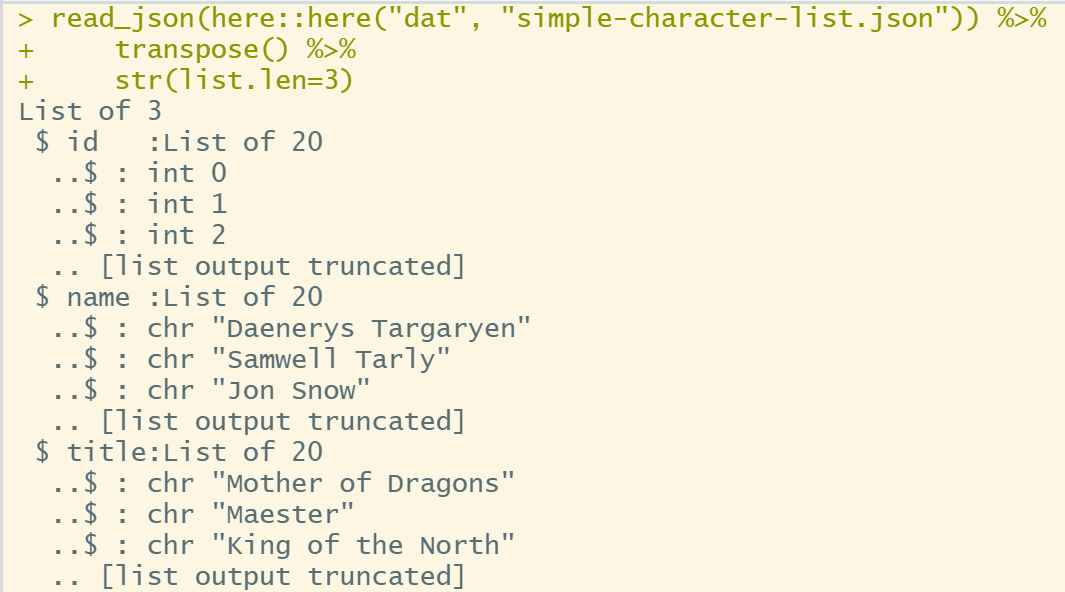 > read_json(here::here("dat", "simple-character-list.json")) %>%
+     transpose() %>%
+     str(list.len=3)
List of 3
 $ id   :List of 20
  ..$ : int 0
  ..$ : int 1
  ..$ : int 2
  .. [list output truncated]
 $ name :List of 20
  ..$ : chr "Daenerys Targaryen"
  ..$ : chr "Samwell Tarly"
  ..$ : chr "Jon Snow"
  .. [list output truncated]
 $ title:List of 20
  ..$ : chr "Mother of Dragons"
  ..$ : chr "Maester"
  ..$ : chr "King of the North"
  .. [list output truncated]